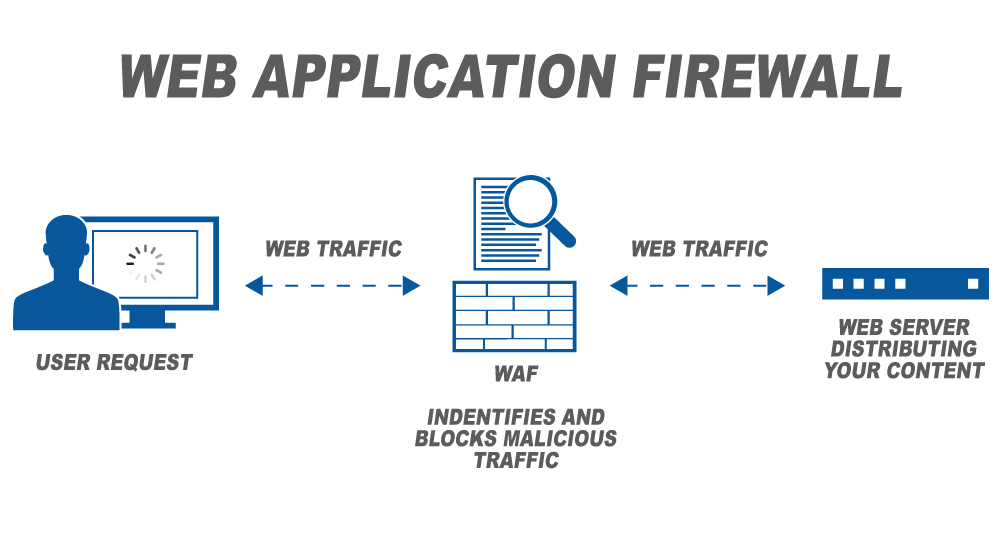 WEB APPLICATION FIREWALL
WEB TRAFFIC
WEB TRAFFIC
USER REQUEST
WAF
INDENTIFIES AND
BLOCKS MALICIOUS
TRAFFIC
WEB SERVER
DISTRIBUTING
YOUR CONTENT